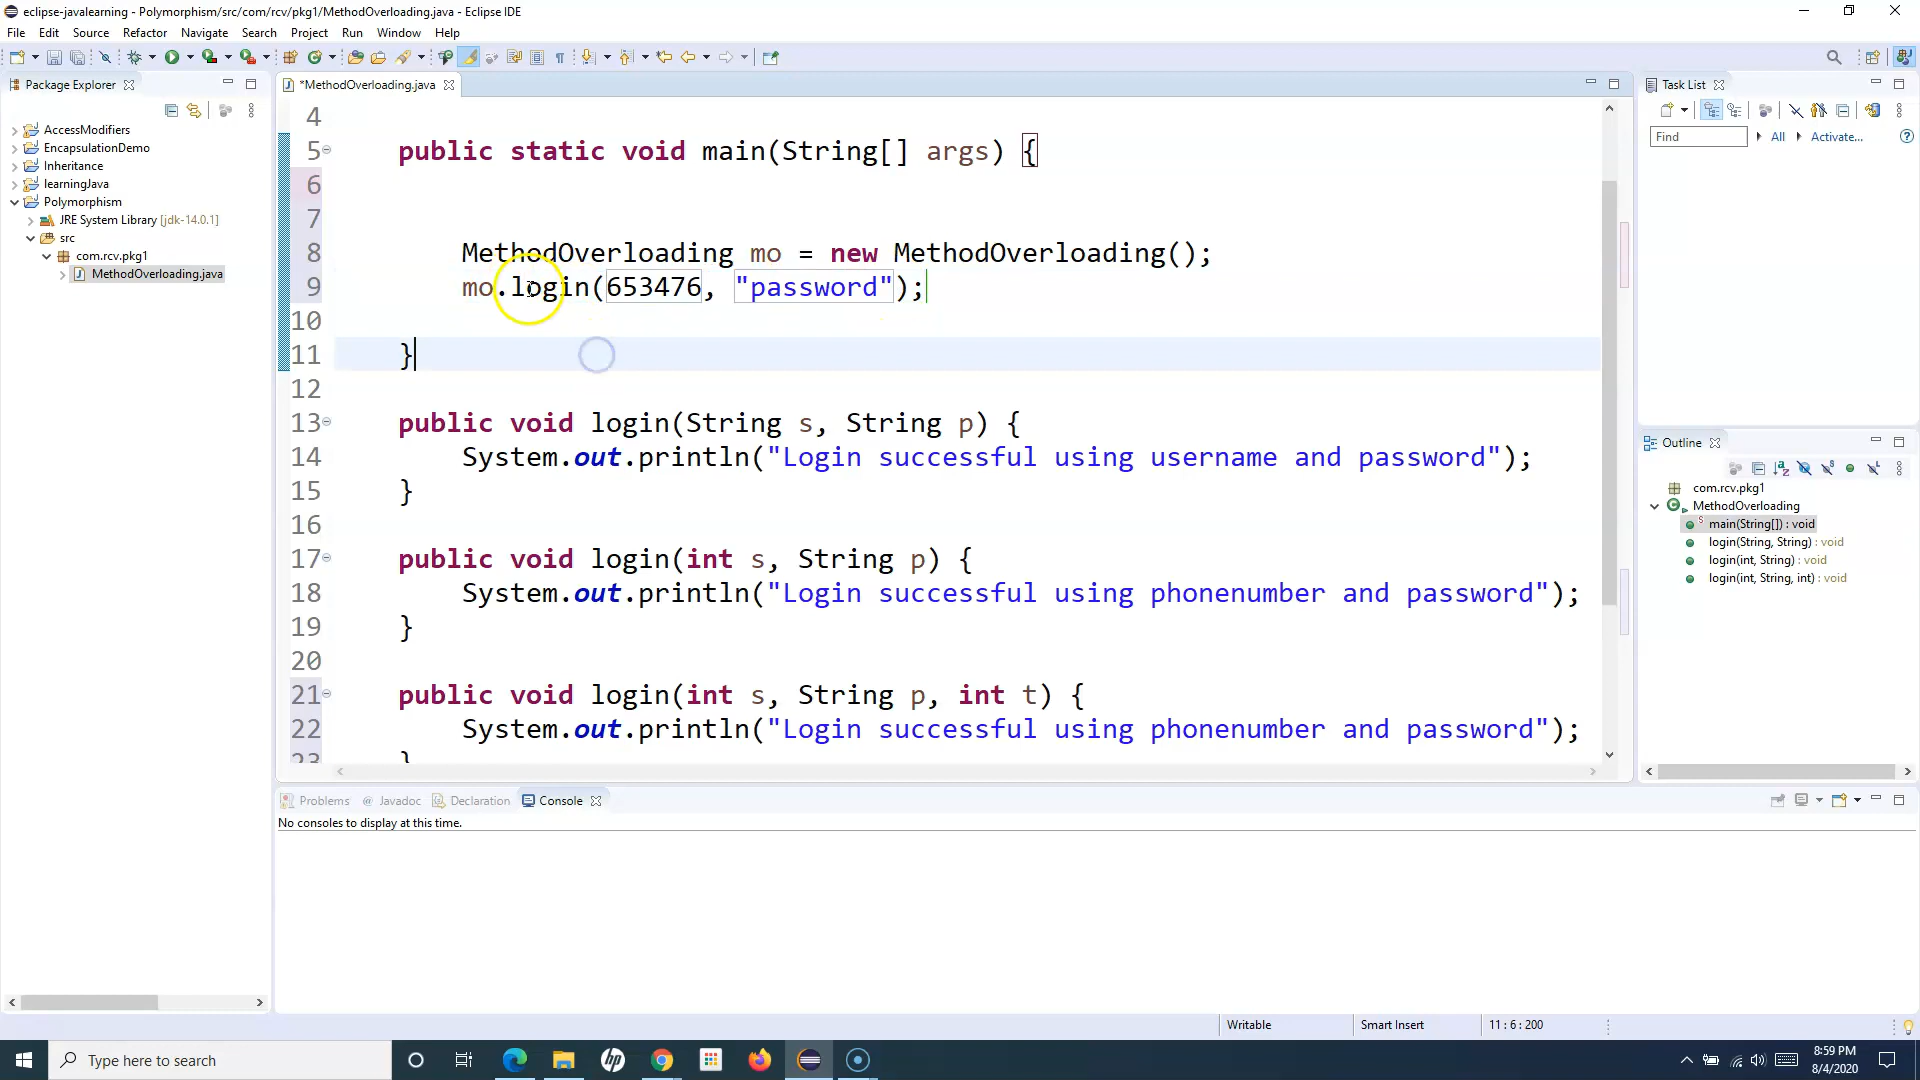 eclipse-javalearning - Polymorphism/src/com/rcv/pkg1/MethodOverloading.java - Eclipse IDE
File Edit Source Refactor Navigate Search Project Run Window Help
Package Explorer
AccessModifiers
EncapsulationDemo
Inheritance
learningJava
Polymorphism
JRE System Library [jdk-14.0.1]
src
com.rcv.pkg1
MethodOverloading.java
*MethodOverloading.java
4
5 public static void main(String[] args) {
6
7
8 MethodOverloading mo = new MethodOverloading();
9 mo.login(653476, "password");
10
11 }
12
13 public void login(String s, String p) {
14 System.out.println("Login successful using username and password");
15 }
16
17 public void login(int s, String p) {
18 System.out.println("Login successful using phonenumber and password");
19 }
20
21 public void login(int s, String p, int t) {
22 System.out.println("Login successful using phonenumber and password");
23 }
Task List
Find All Activate...
Outline
com.rcv.pkg1
MethodOverloading
main(String[]) : void
login(String, String) : void
login(int, String) : void
login(int, String, int) : void
Problems @ Javadoc Declaration Console
No consoles to display at this time.
Writable Smart Insert 11 : 6 : 200
Type here to search
8:59 PM
8/4/2020